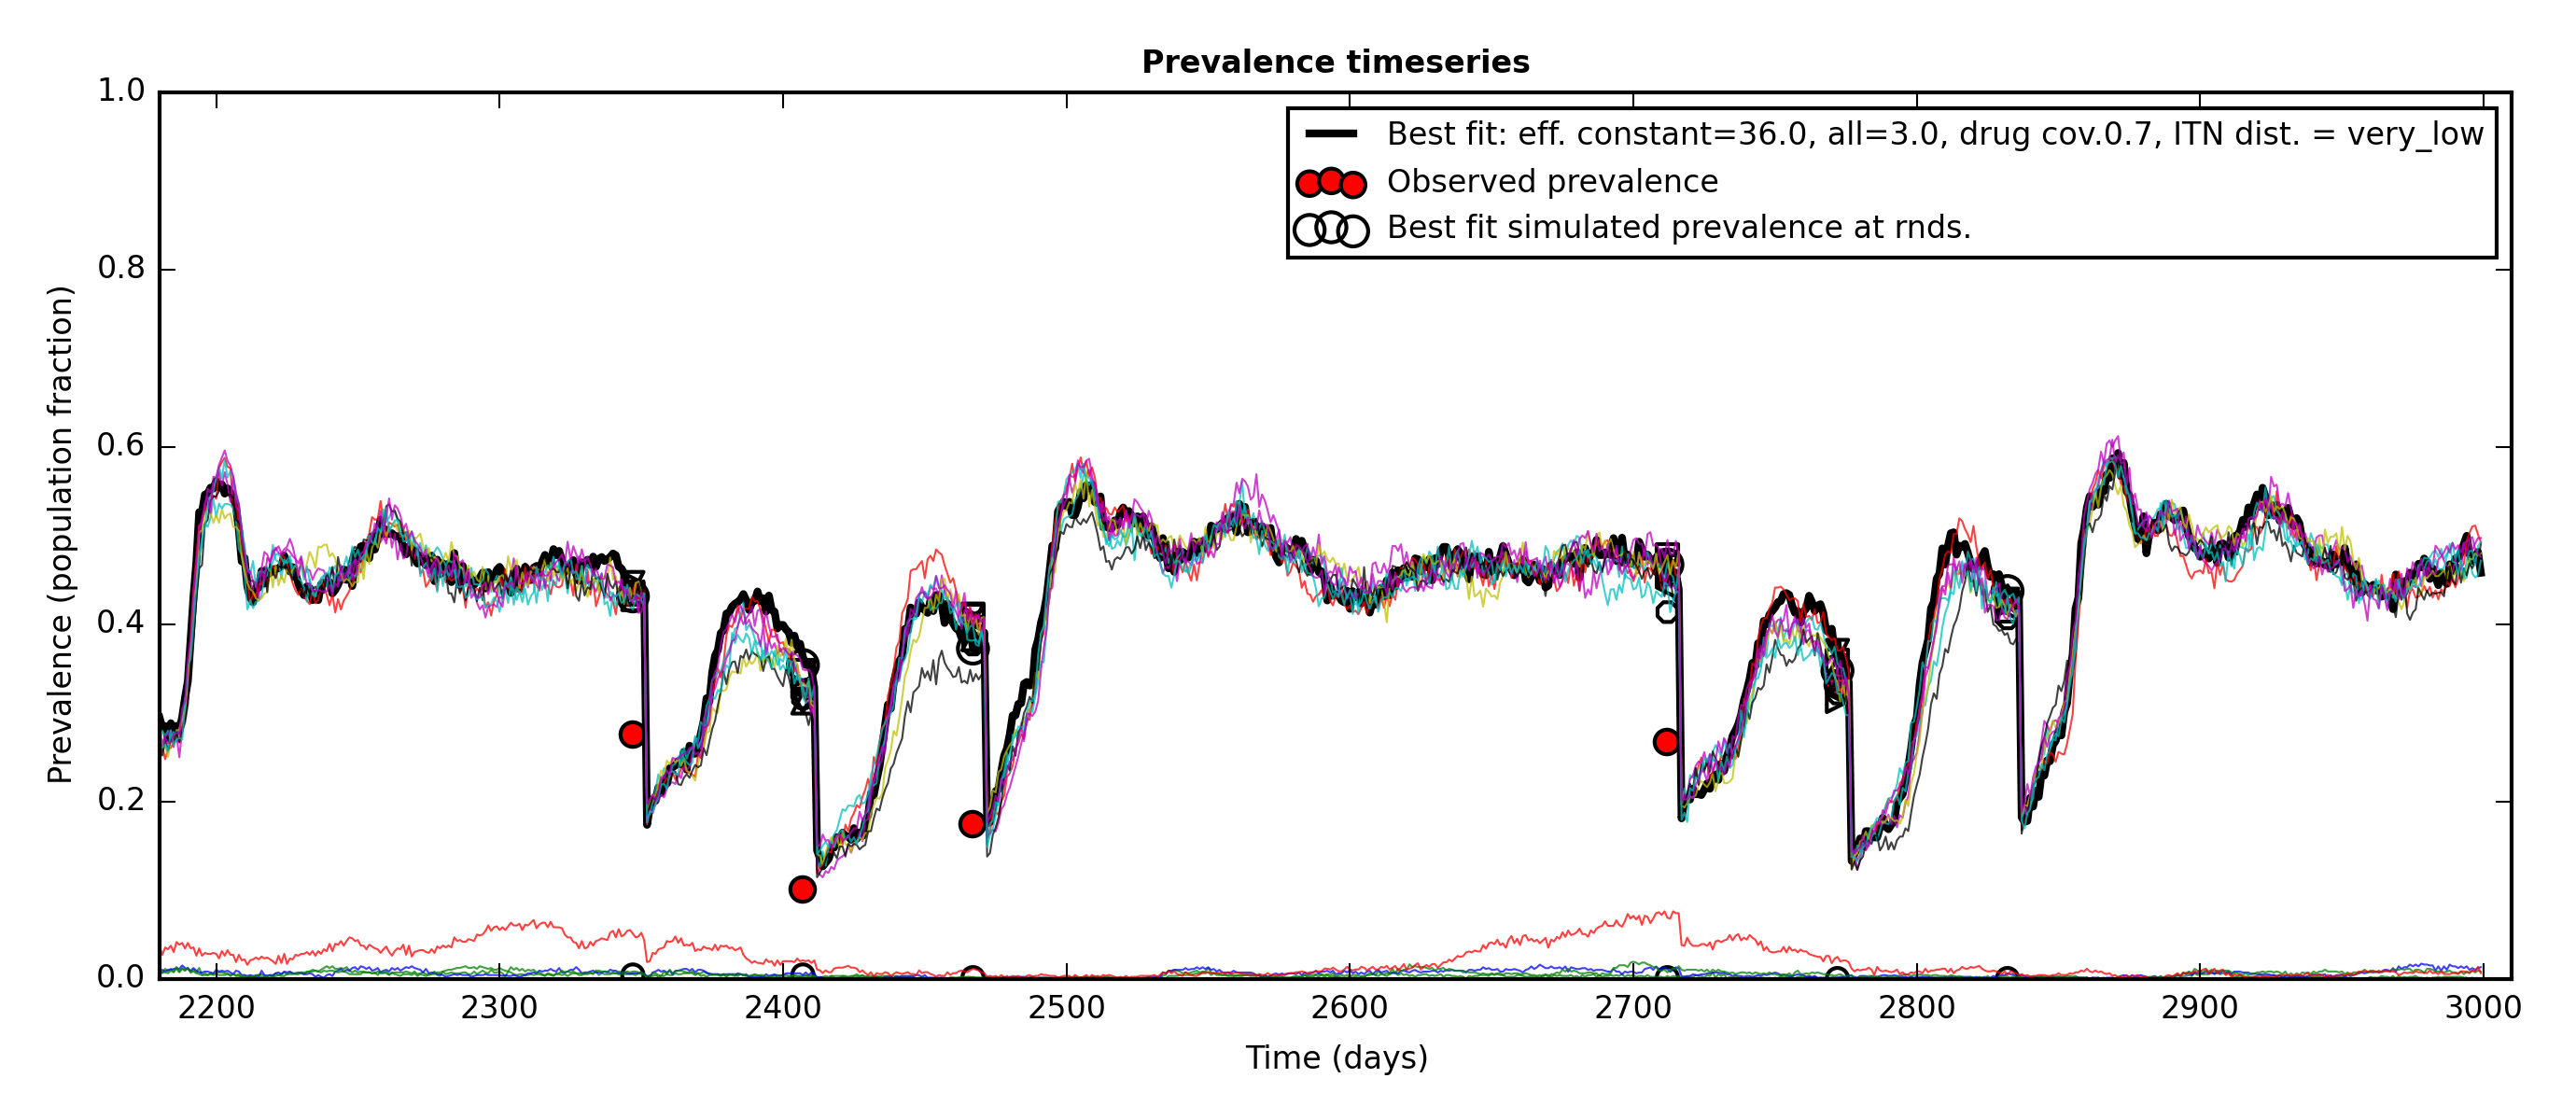 Prevalence timeseries
Prevalence (population fraction)
1.0
0.8
0.6
0.4
0.2
0.0
Best fit: eff. constant=36.0, all=3.0, drug cov.0.7, ITN dist. = very_low
Observed prevalence
Best fit simulated prevalence at rnds.
2200 2300 2400 2500 2600 2700 2800 2900 3000
Time (days)